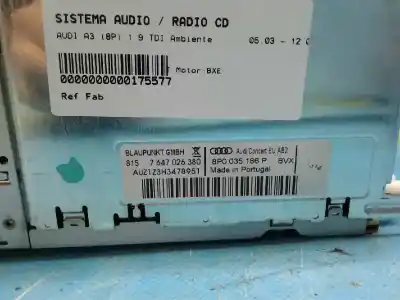 SISTEMA AUDIO / RADIO CD
AUDI A3 (8P) 1 9 TDI Ambiente 05.03 - 12.0
Motor BXE
0000000000175577
Ref Fab
BLAUPUNKT GMBH
815 7 647 026 380
AUZ1Z3H3478951
Audi Concert EU AB2
8P0 035 186 P BVX
Made in Portugal